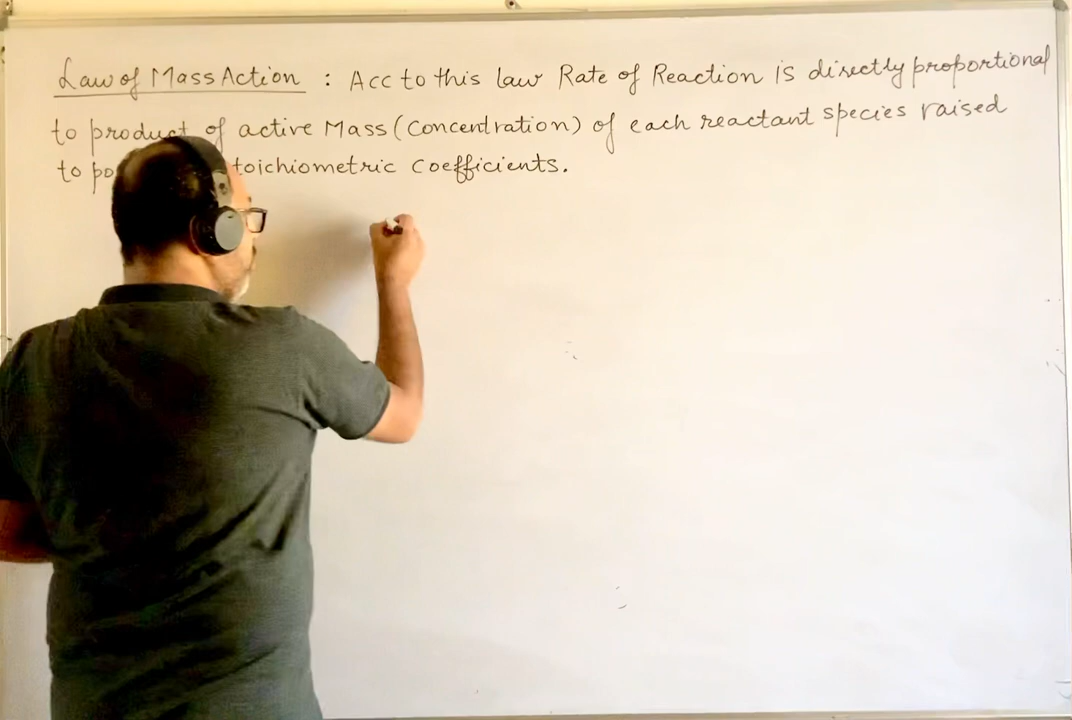 Law of Mass Action : Acc to this law Rate of Reaction is directly proportional
to product of active Mass (Concentration) of each reactant species raised
to toichiometric coefficients.